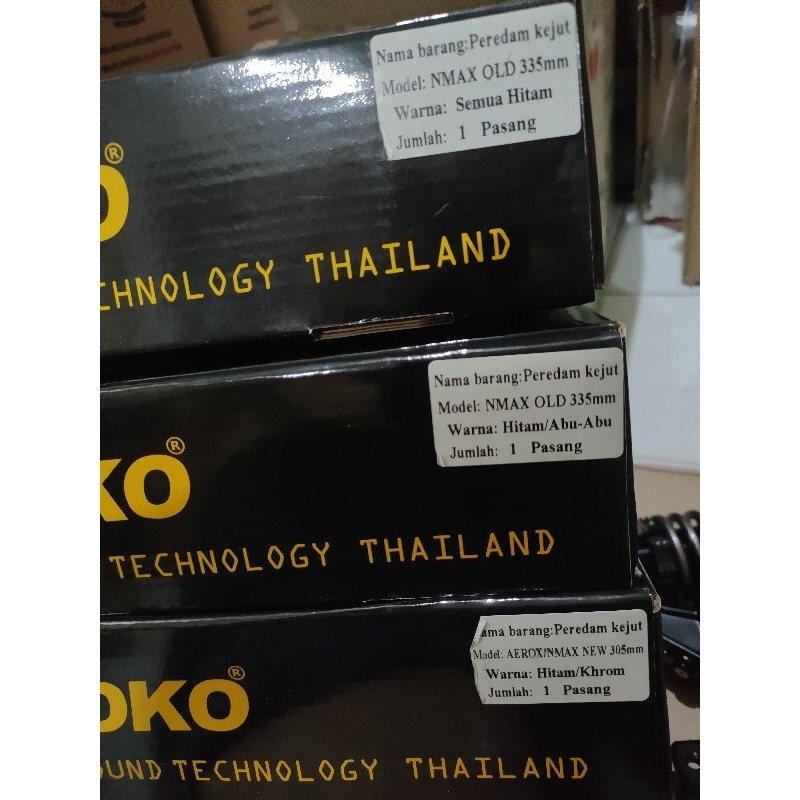 Nama barang:Peredam kejut
Model: NMAX OLD 335mm
Warna: Semua Hitam
Jumlah: 1 Pasang
O®
CHNOLOGY THAILAND
Nama barang:Peredam kejut
Model: NMAX OLD 335mm
Warna: Hitam/Abu-Abu
Jumlah: 1 Pasang
KO®
TECHNOLOGY THAILAND
ama barang:Peredam kejut
Model: AEROX/NMAX NEW 305mm
Warna: Hitam/Khrom
Jumlah: 1 Pasang
OKO®
OUND TECHNOLOGY THAILAND